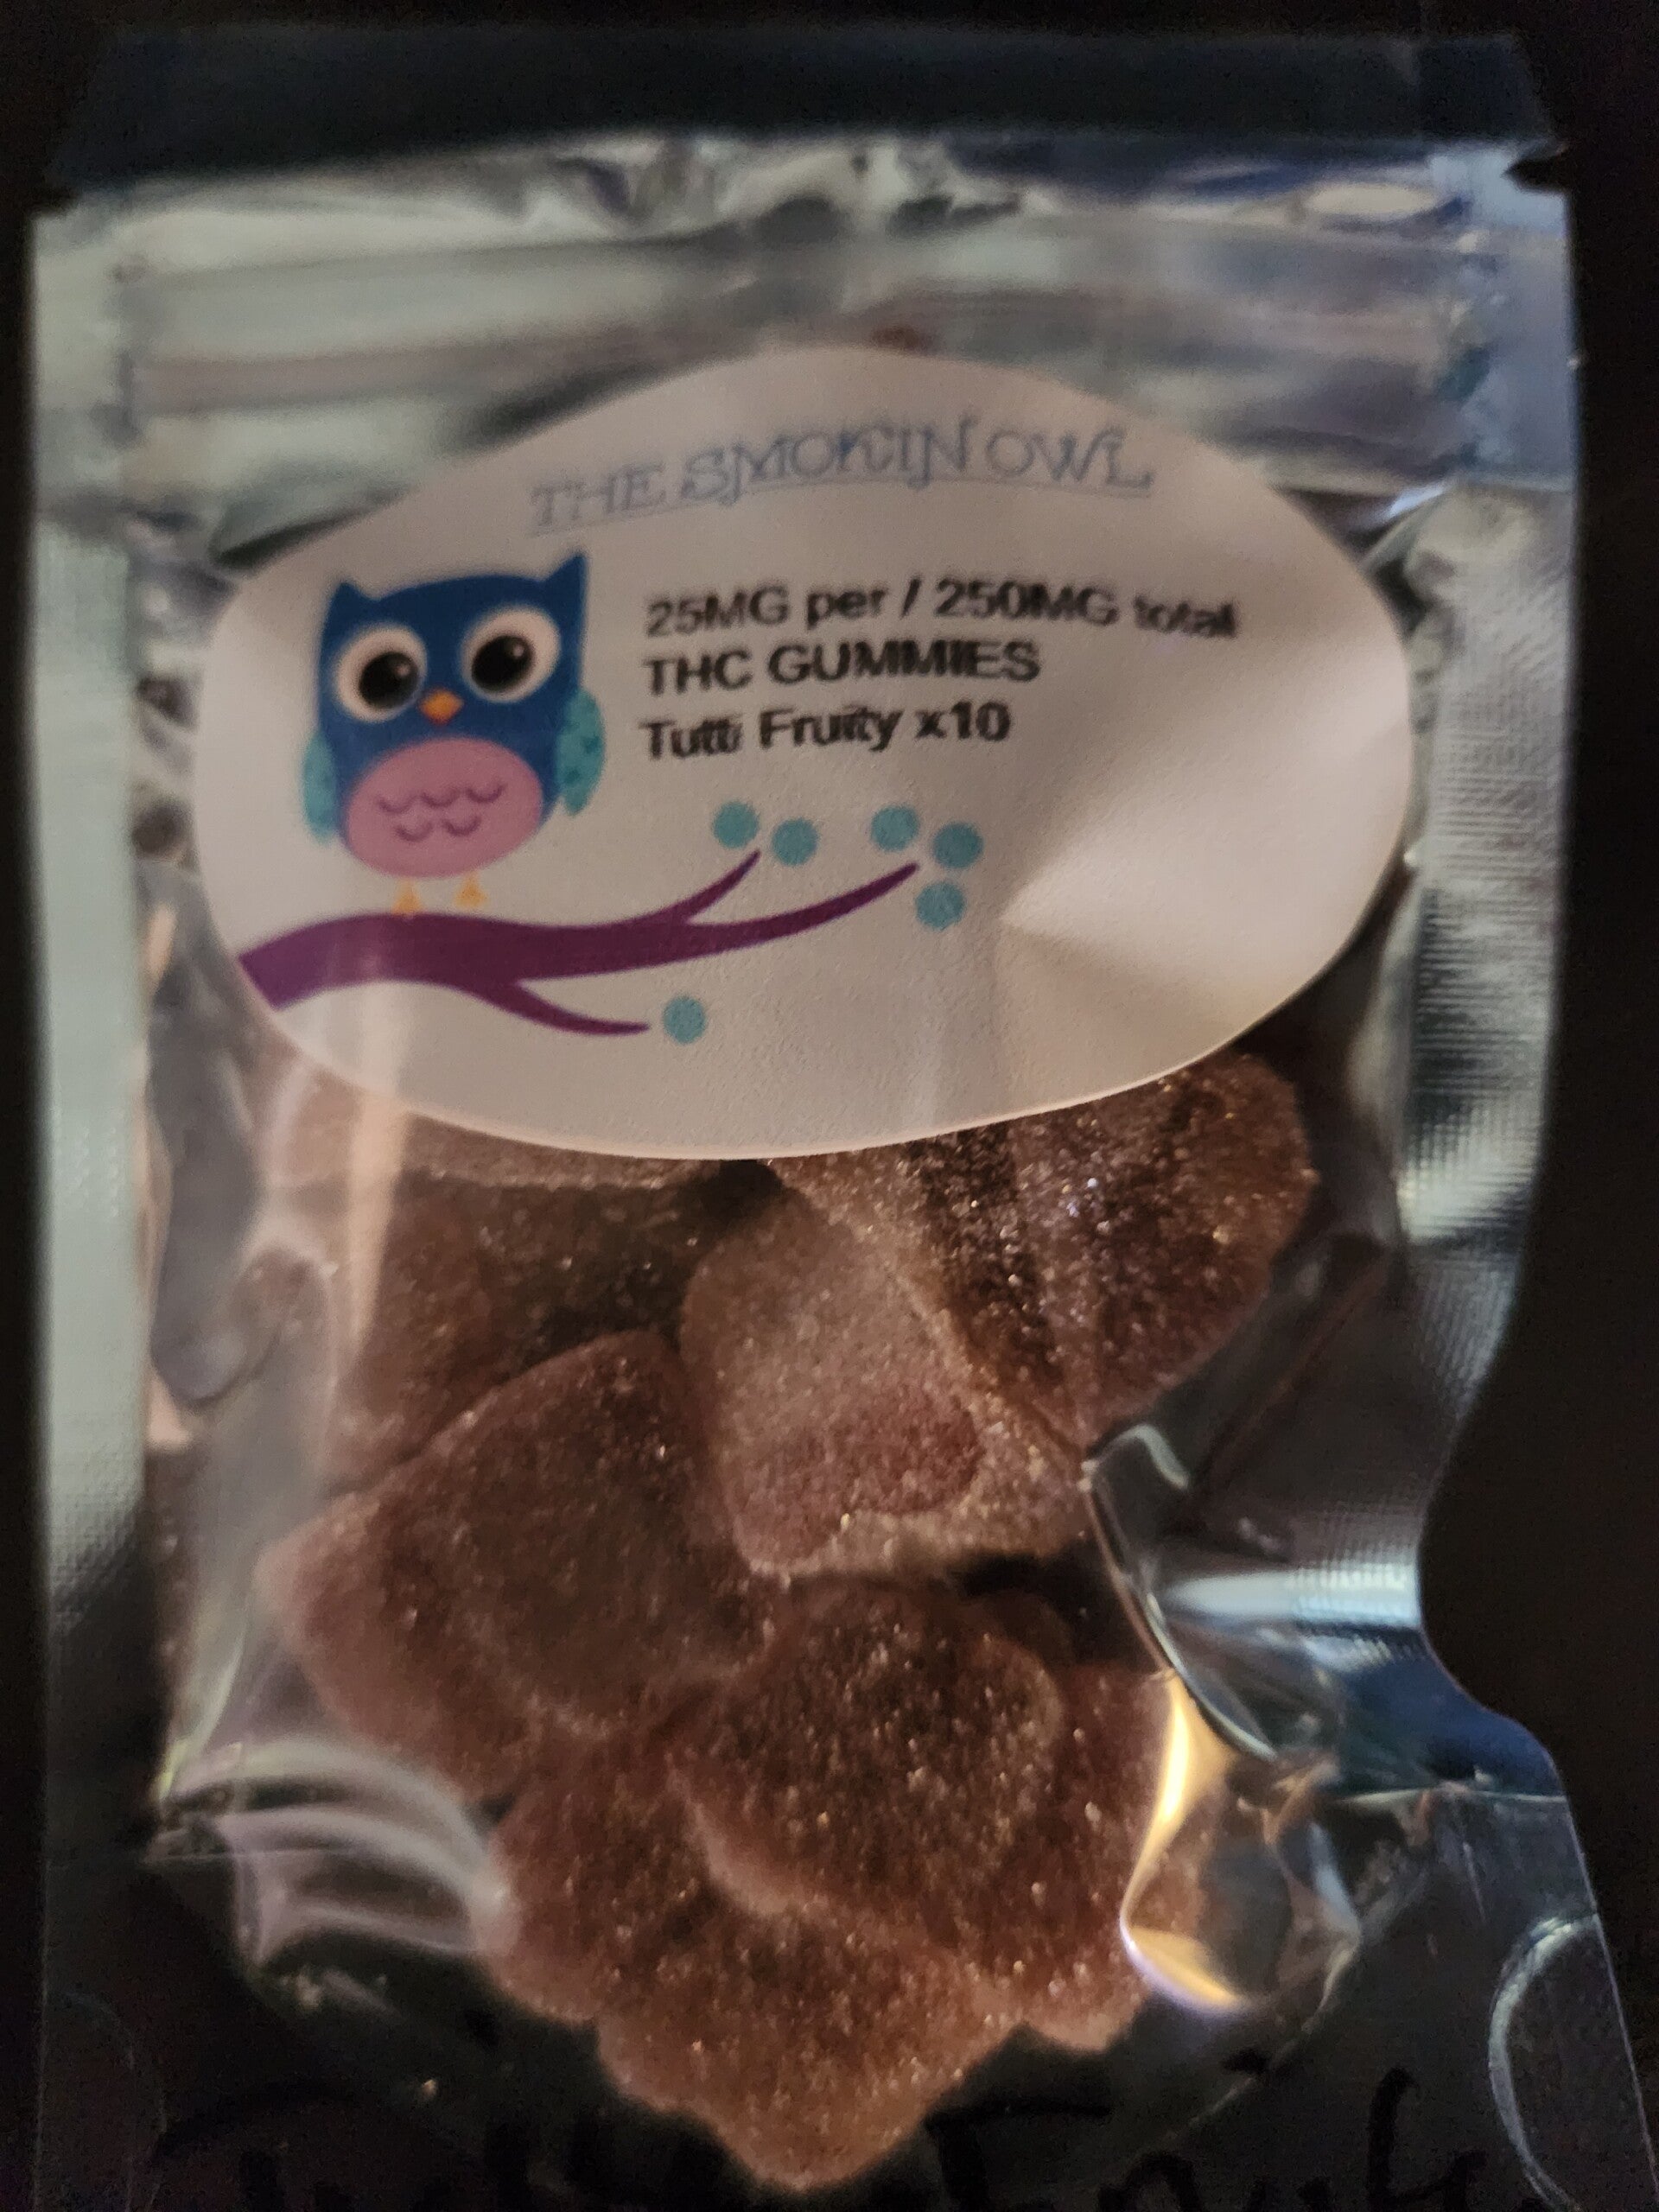 THE SMOKIN OWL
25MG per / 250MG total
THC GUMMIES
Tutti Fruity x10